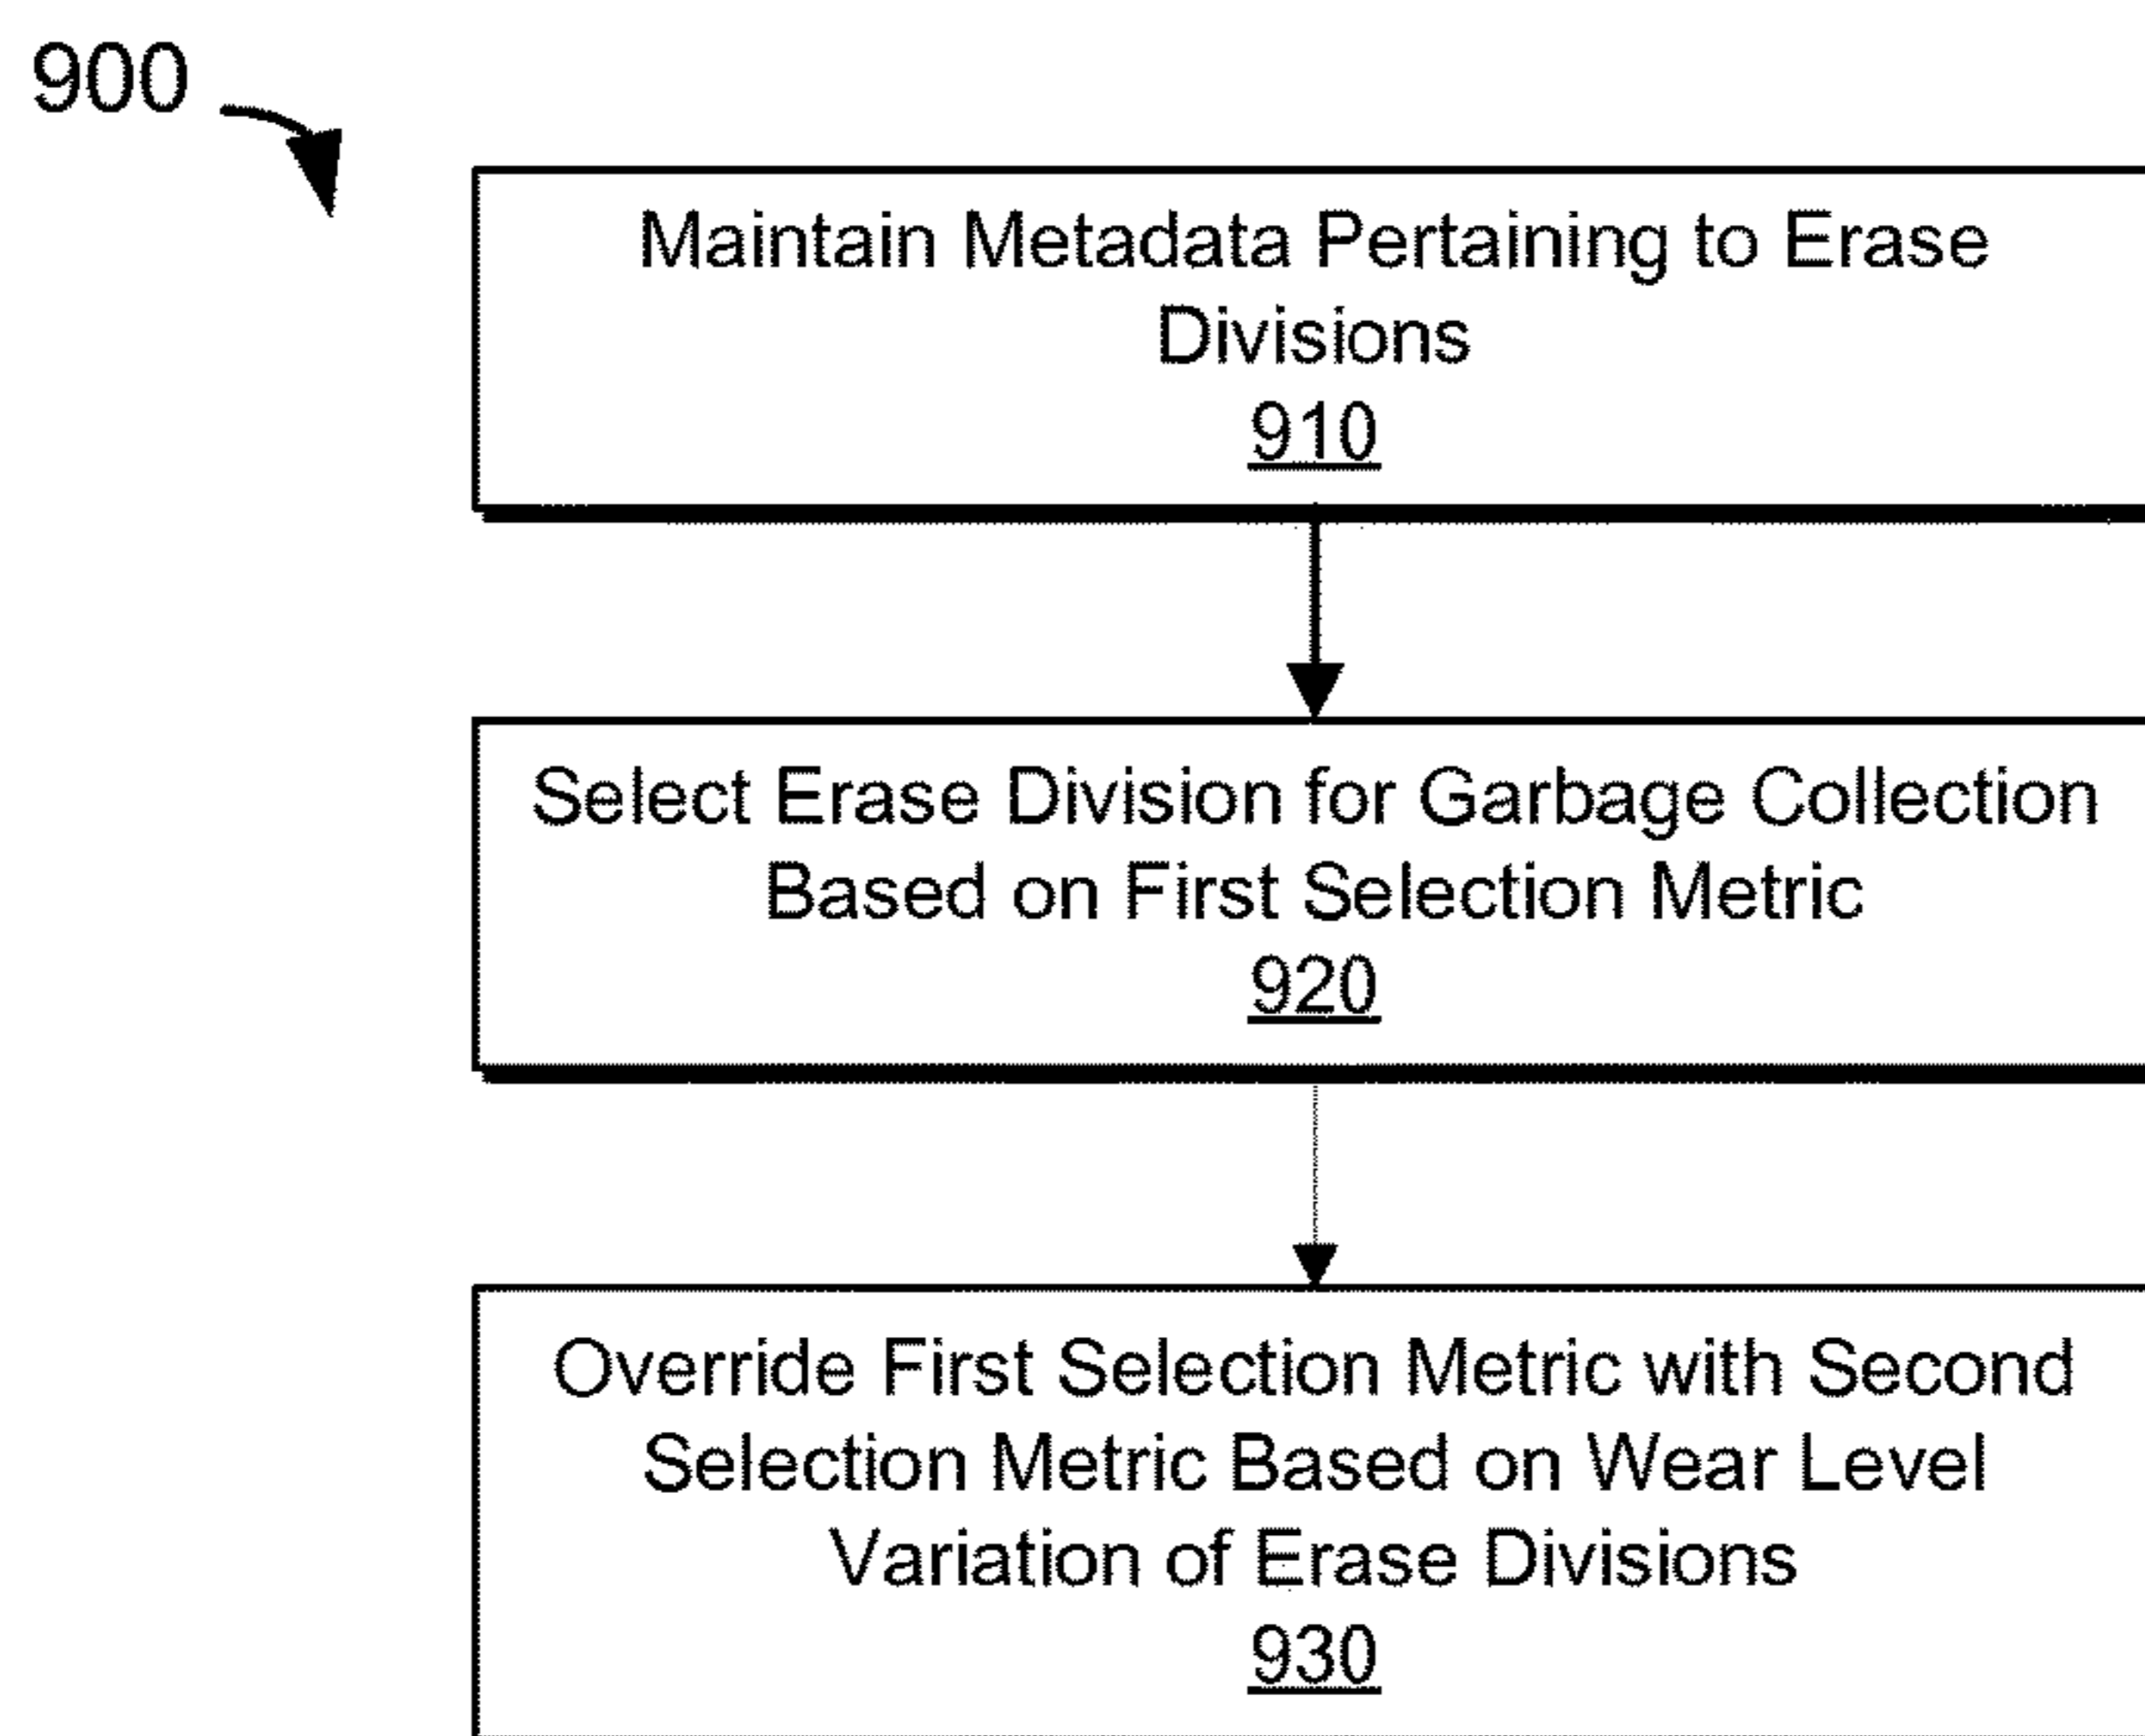 900
Maintain Metadata Pertaining to Erase
Divisions
910
Select Erase Division for Garbage Collection
Based on First Selection Metric
920
Override First Selection Metric with Second
Selection Metric Based on Wear Level
Variation of Erase Divisions
930